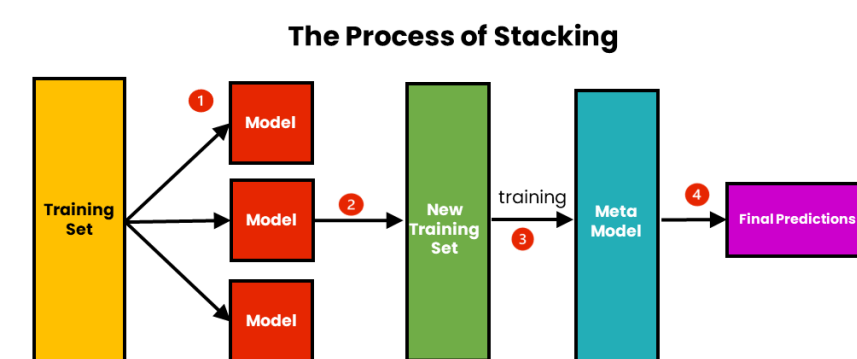 The Process of Stacking
1
Model
Training
Set
Model
2
Model
New
Training
Set
training
3
Meta
Model
4
Final Predictions